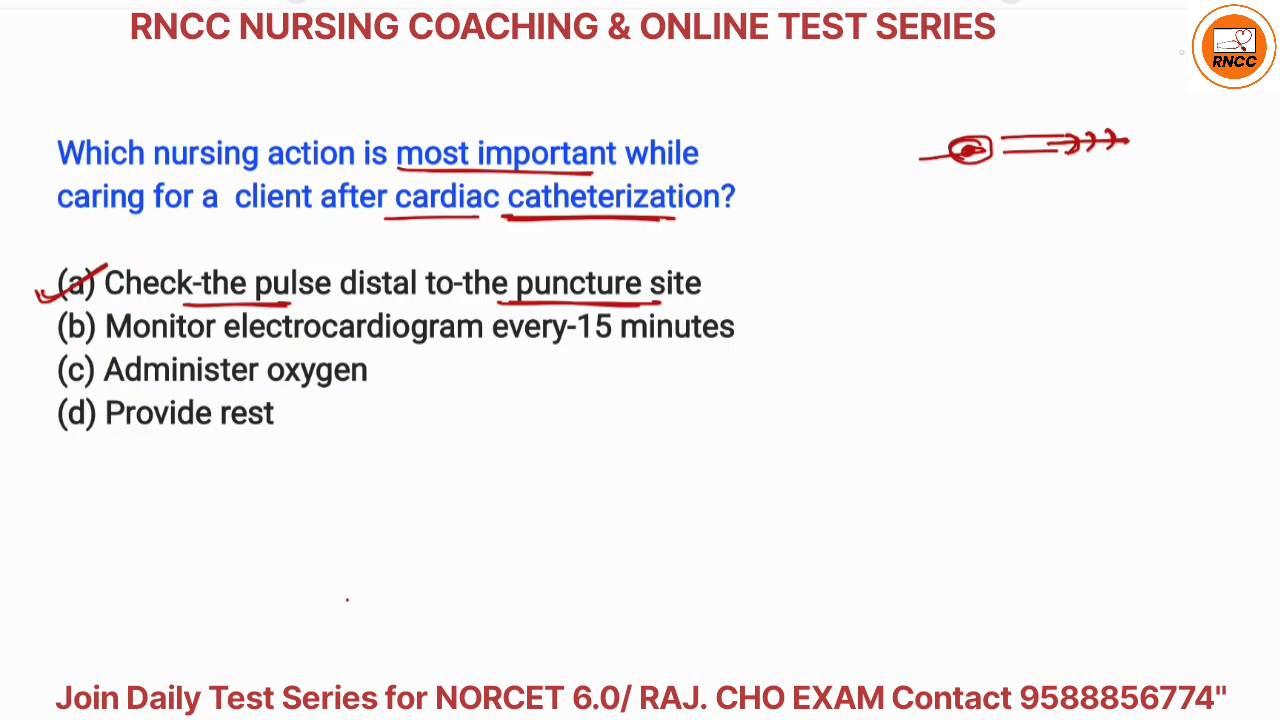 RNCC NURSING COACHING & ONLINE TEST SERIES
RNCC
Which nursing action is most important while
caring for a client after cardiac catheterization?
(a) Check-the pulse distal to-the puncture site
(b) Monitor electrocardiogram every-15 minutes
(c) Administer oxygen
(d) Provide rest
Join Daily Test Series for NORCET 6.0/ RAJ. CHO EXAM Contact 9588856774"